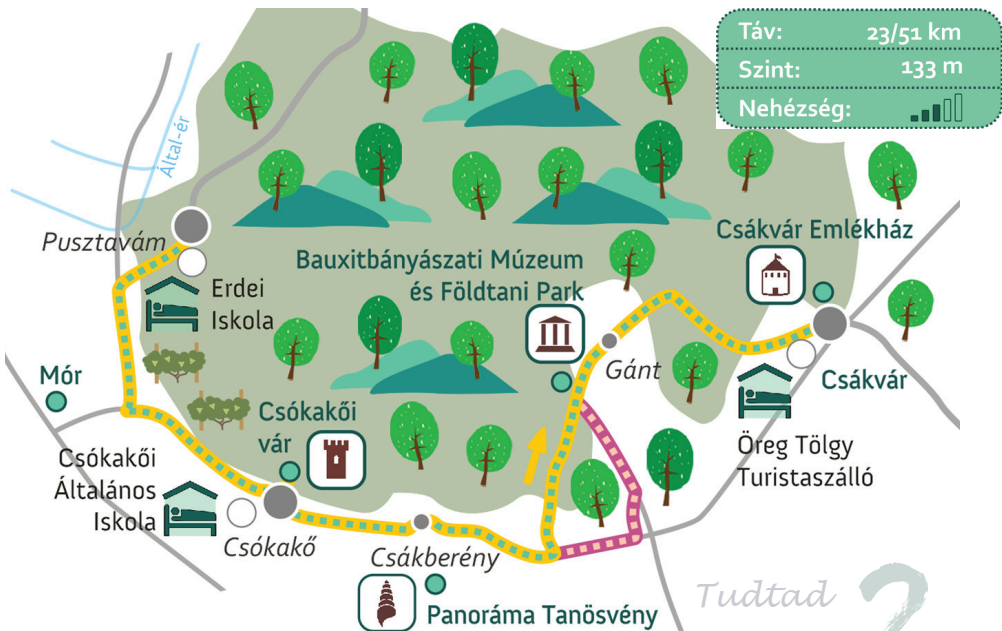 Táv: 23/51 km
Szint: 133 m
Nehézség:
Által-ér
Pusztavám
Erdei
Iskola
Bauxitbányászati Múzeum
és Földtani Park
Csákvár Emlékház
Gánt
Csákvár
Mór
Csókakői
vár
Öreg Tölgy
Turistaszálló
Csókakői
Általános
Iskola
Csókakő
Csákberény
Panoráma Tanösvény
Tudtad ?